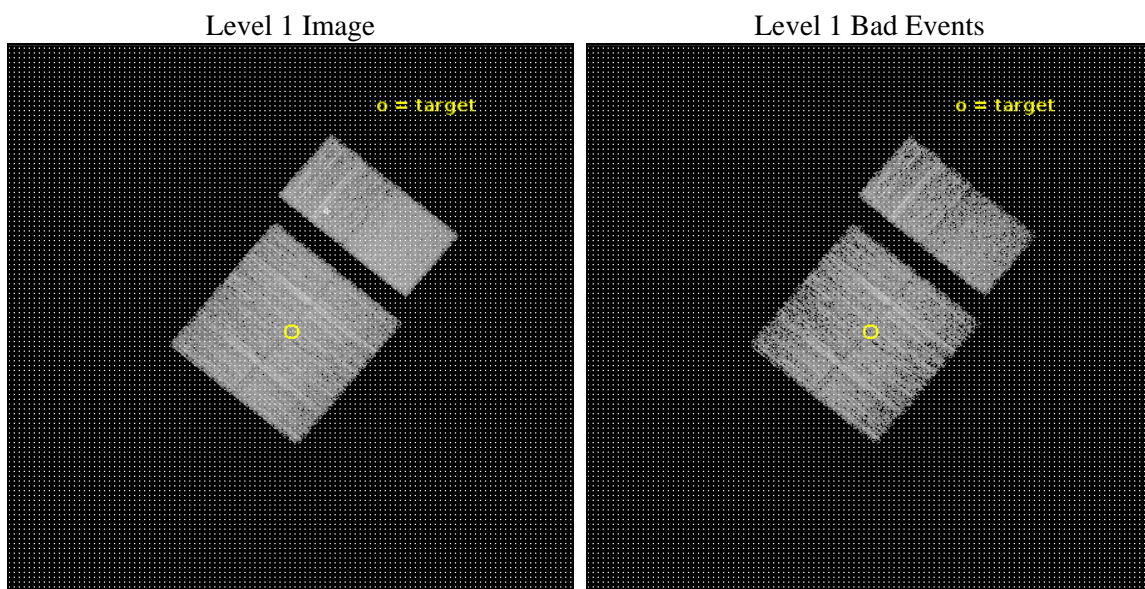 Level 1 Image
Level 1 Bad Events
o = target
o = target